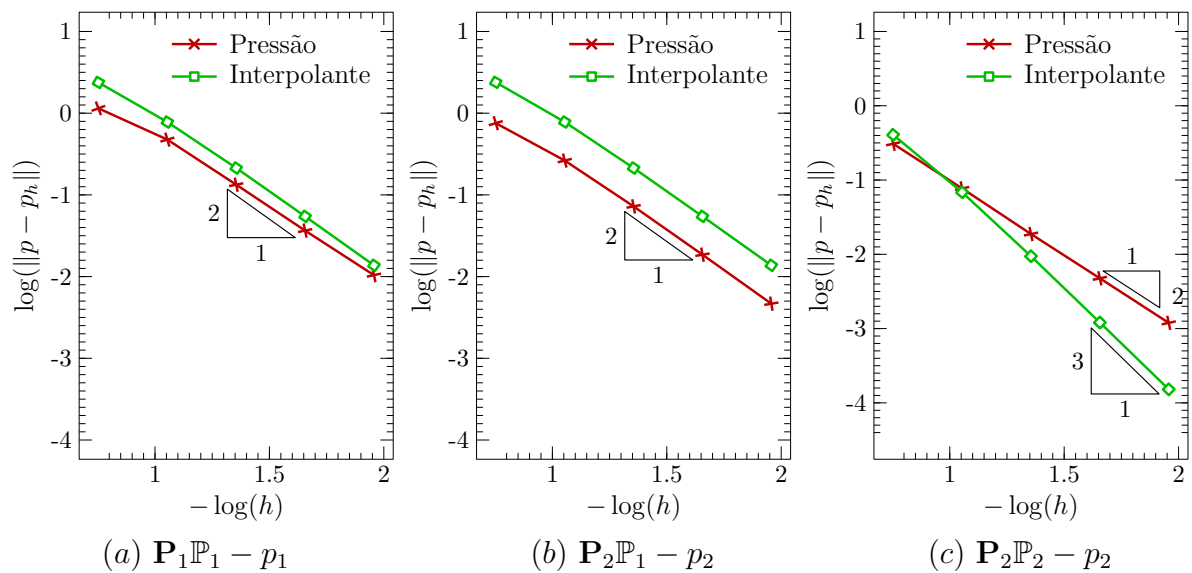 1
0
-1
-2
-3
-4
log(||p − p_h||)
Pressão
Interpolante
2
1
1
1.5
2
− log(h)
(a) P₁ℙ₁ − p₁
1
0
-1
-2
-3
-4
log(||p − p_h||)
Pressão
Interpolante
2
1
1
1.5
2
− log(h)
(b) P₂ℙ₁ − p₂
1
0
-1
-2
-3
-4
log(||p − p_h||)
Pressão
Interpolante
1
2
3
1
1
1.5
2
− log(h)
(c) P₂ℙ₂ − p₂